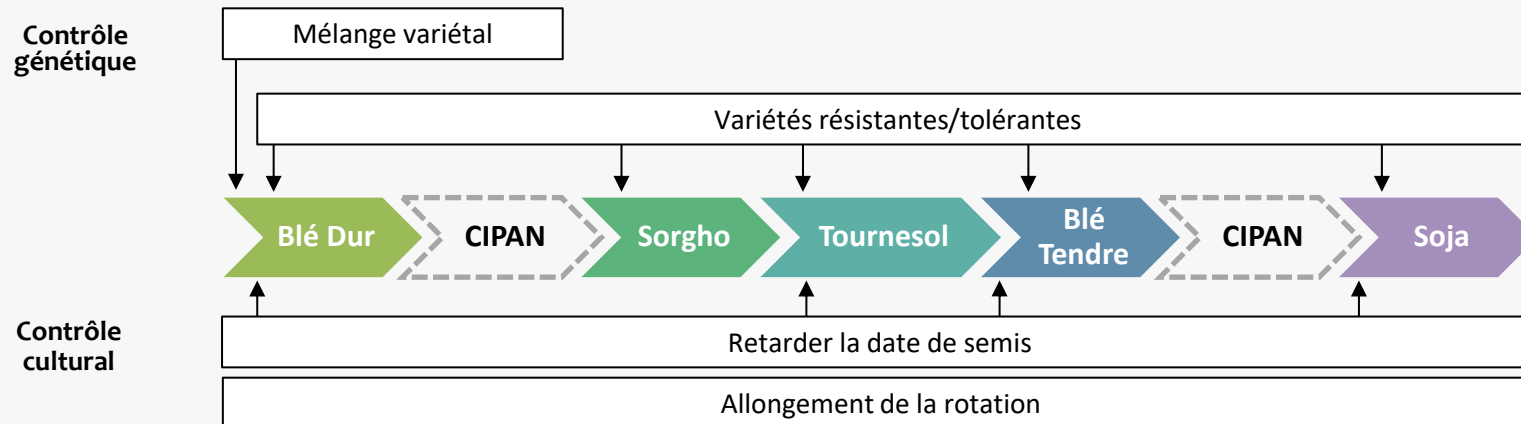 Contrôle
génétique
Mélange variétal
Variétés résistantes/tolérantes
Blé Dur
CIPAN
Sorgho
Tournesol
Blé
Tendre
CIPAN
Soja
Contrôle
cultural
Retarder la date de semis
Allongement de la rotation